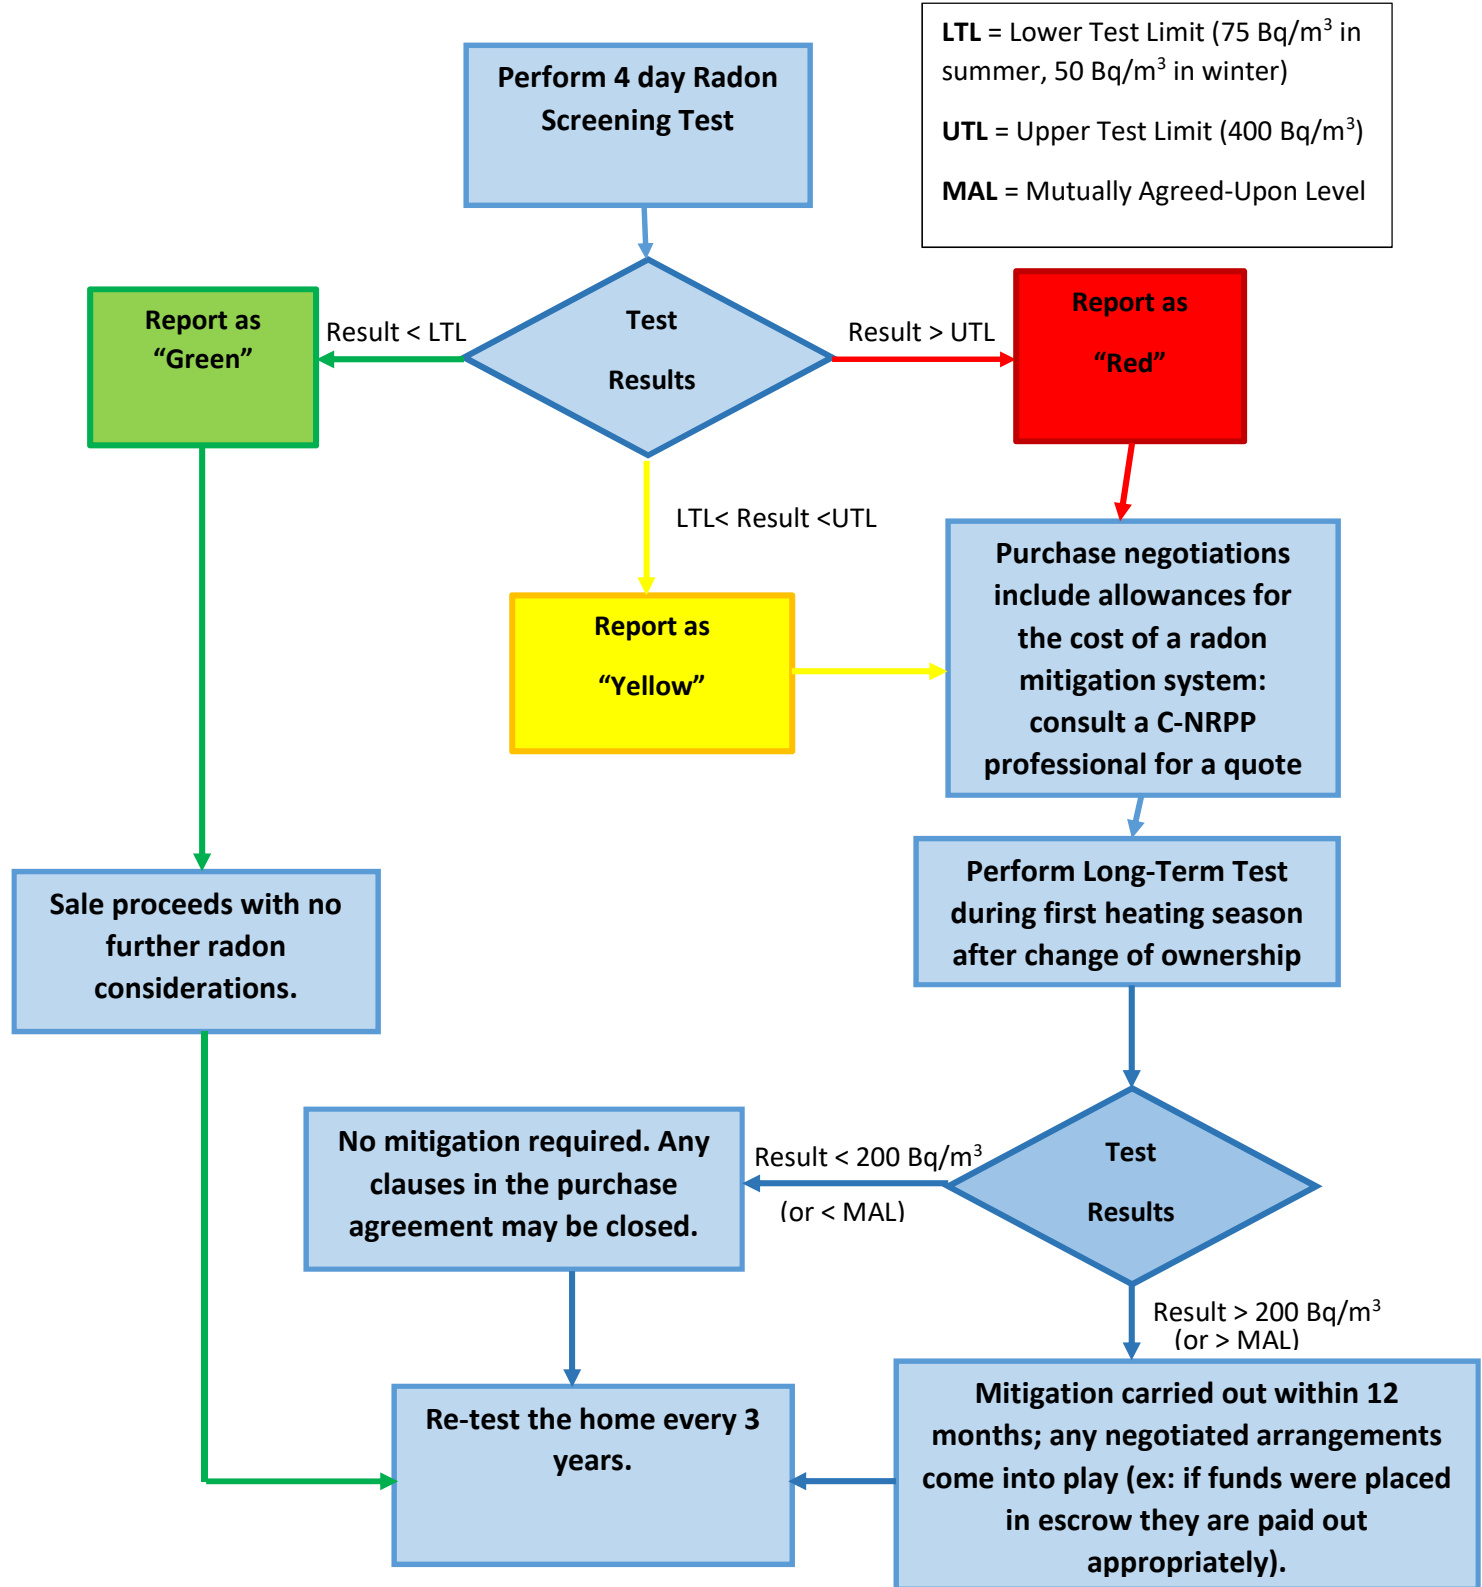 LTL = Lower Test Limit (75 Bq/m³ in
summer, 50 Bq/m³ in winter)
UTL = Upper Test Limit (400 Bq/m³)
MAL = Mutually Agreed-Upon Level
Perform 4 day Radon
Screening Test
Test
Results
Result < LTL
Report as
“Green”
Result > UTL
Report as
“Red”
LTL< Result <UTL
Report as
“Yellow”
Purchase negotiations
include allowances for
the cost of a radon
mitigation system:
consult a C-NRPP
professional for a quote
Sale proceeds with no
further radon
considerations.
Perform Long-Term Test
during first heating season
after change of ownership
Test
Results
Result < 200 Bq/m³
(or < MAL)
No mitigation required. Any
clauses in the purchase
agreement may be closed.
Result > 200 Bq/m³
(or > MAL)
Mitigation carried out within 12
months; any negotiated arrangements
come into play (ex: if funds were placed
in escrow they are paid out
appropriately).
Re-test the home every 3
years.